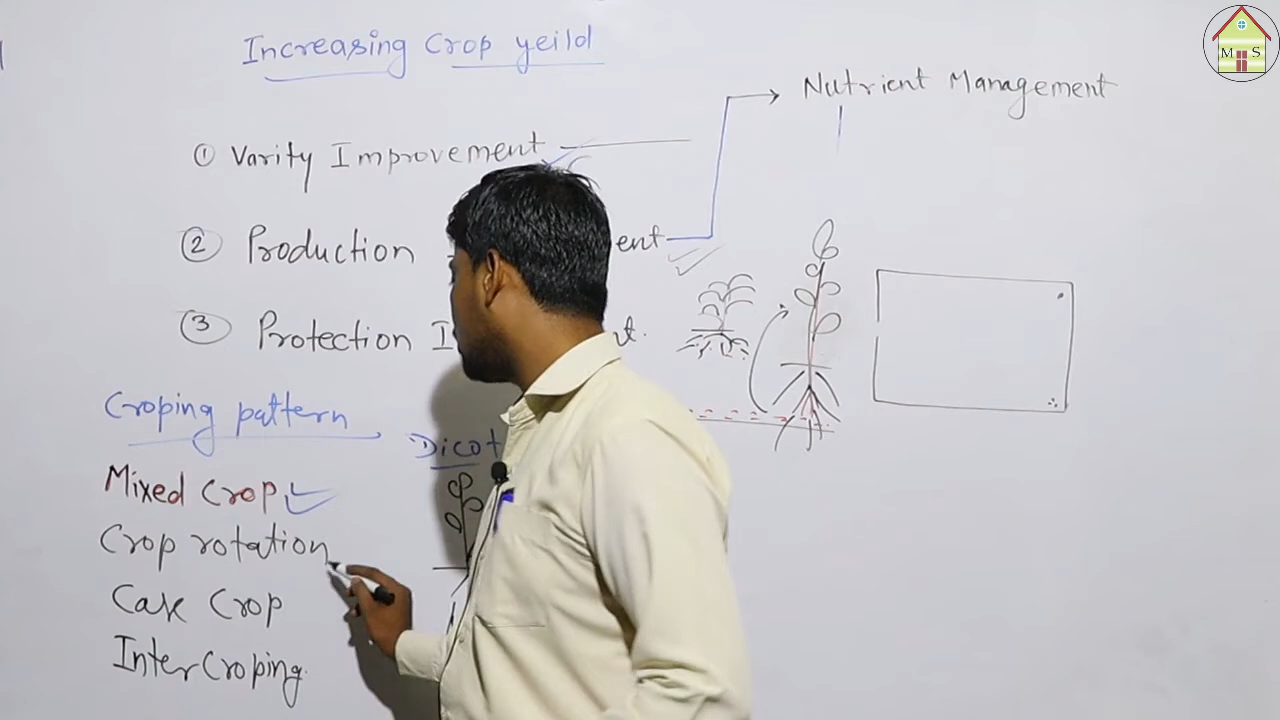 Increasing Crop yeild
Nutrient Management
① Varity Improvement
② Production ent
③ Protection I t.
Croping pattern
Dicot
Mixed Crop
Crop rotation
Crop
Intercroping.
M S